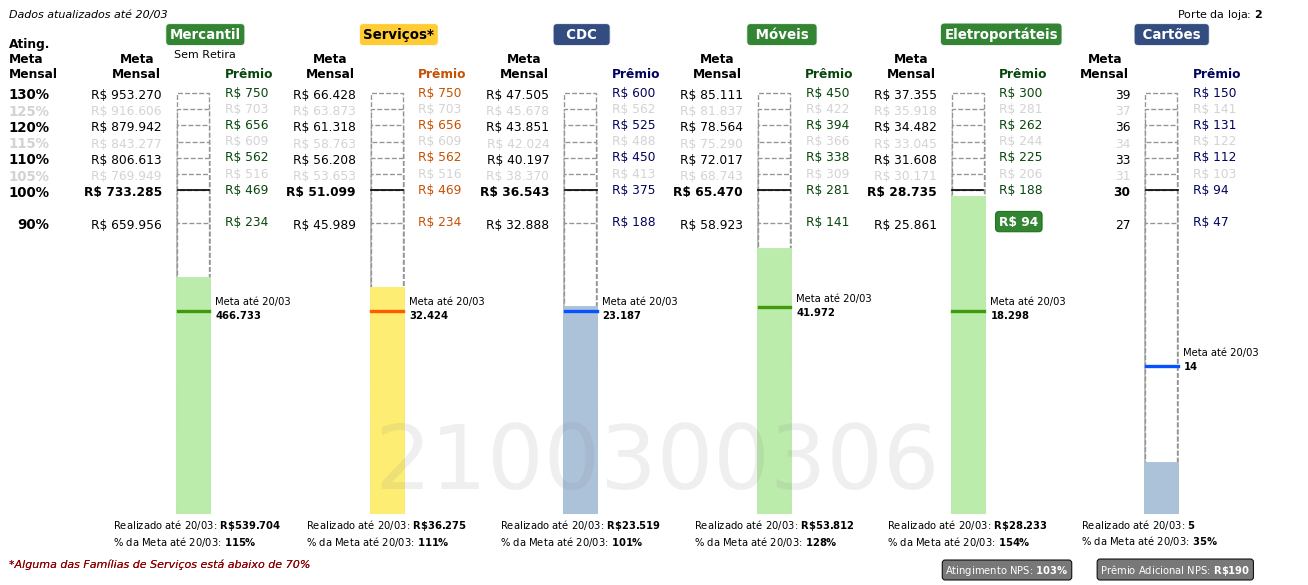 Dados atualizados até 20/03
Porte da loja: 2
Mercantil Serviços* CDC Móveis Eletroportáteis Cartões
Sem Retira
Ating. Meta Mensal
Meta Mensal Prêmio Meta Mensal Prêmio Meta Mensal Prêmio Meta Mensal Prêmio Meta Mensal Prêmio Meta Mensal Prêmio
130% R$ 953.270 R$ 750 R$ 66.428 R$ 750 R$ 47.505 R$ 600 R$ 85.111 R$ 450 R$ 37.355 R$ 300 39 R$ 150
125% R$ 916.606 R$ 703 R$ 63.873 R$ 703 R$ 45.678 R$ 562 R$ 81.837 R$ 422 R$ 35.918 R$ 281 37 R$ 141
120% R$ 879.942 R$ 656 R$ 61.318 R$ 656 R$ 43.851 R$ 525 R$ 78.564 R$ 394 R$ 34.482 R$ 262 36 R$ 131
115% R$ 843.277 R$ 609 R$ 58.763 R$ 609 R$ 42.024 R$ 488 R$ 75.290 R$ 366 R$ 33.045 R$ 244 34 R$ 122
110% R$ 806.613 R$ 562 R$ 56.208 R$ 562 R$ 40.197 R$ 450 R$ 72.017 R$ 338 R$ 31.608 R$ 225 33 R$ 112
105% R$ 769.949 R$ 516 R$ 53.653 R$ 516 R$ 38.370 R$ 413 R$ 68.743 R$ 309 R$ 30.171 R$ 206 31 R$ 103
100% R$ 733.285 R$ 469 R$ 51.099 R$ 469 R$ 36.543 R$ 375 R$ 65.470 R$ 281 R$ 28.735 R$ 188 30 R$ 94
90% R$ 659.956 R$ 234 R$ 45.989 R$ 234 R$ 32.888 R$ 188 R$ 58.923 R$ 141 R$ 25.861 R$ 94 27 R$ 47
Meta até 20/03 Meta até 20/03 Meta até 20/03 Meta até 20/03 Meta até 20/03
466.733 32.424 23.187 41.972 18.298
Meta até 20/03
14
2100300306
Realizado até 20/03: R$539.704 Realizado até 20/03: R$36.275 Realizado até 20/03: R$23.519 Realizado até 20/03: R$53.812 Realizado até 20/03: R$28.233 Realizado até 20/03: 5
% da Meta até 20/03: 115% % da Meta até 20/03: 111% % da Meta até 20/03: 101% % da Meta até 20/03: 128% % da Meta até 20/03: 154% % da Meta até 20/03: 35%
*Alguma das Famílias de Serviços está abaixo de 70%
Atingimento NPS: 103% Prêmio Adicional NPS: R$190